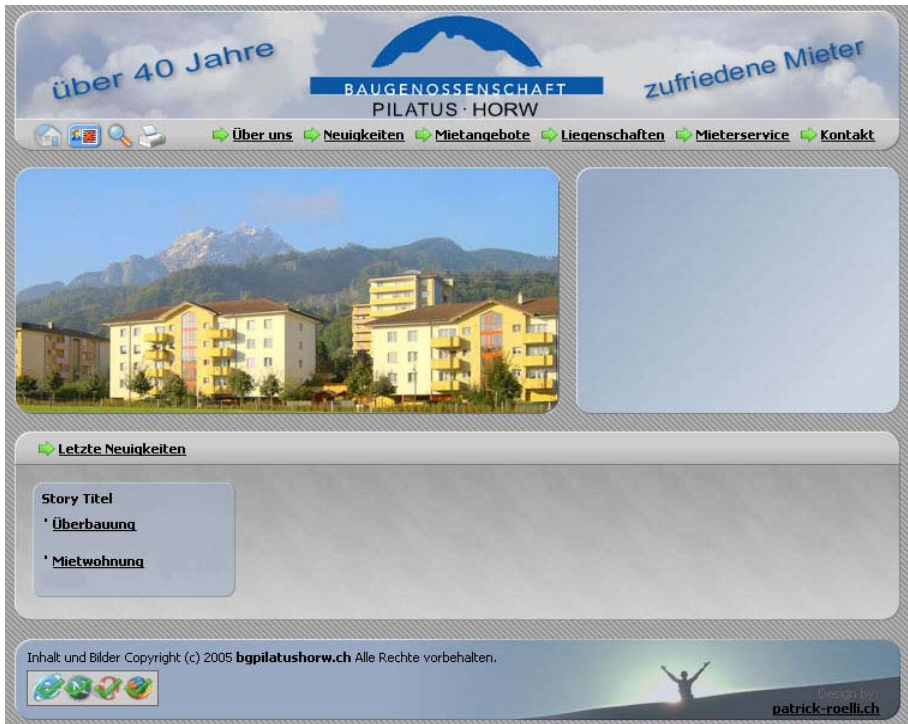 über 40 Jahre
zufriedene Mieter
BAUGENOSSENSCHAFT
PILATUS · HORW
Über uns Neuigkeiten Mietangebote Liegenschaften Mieterservice Kontakt
Letzte Neuigkeiten
Story Titel
· Überbauung
· Mietwohnung
Inhalt und Bilder Copyright (c) 2005 bgpilatushorw.ch Alle Rechte vorbehalten.
Design by:
patrick-roelli.ch